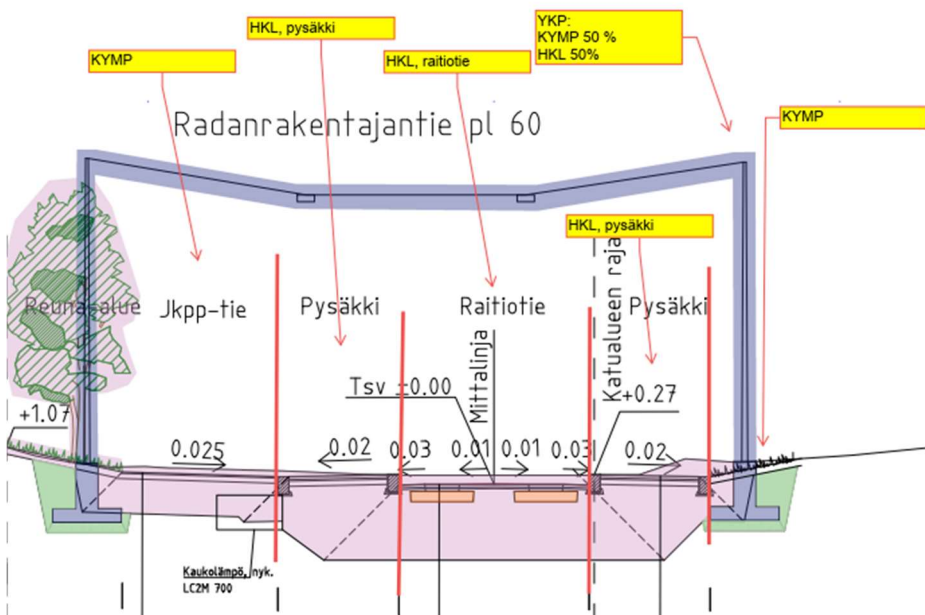 YKP:
KYMP 50 %
HKL 50%
HKL, pysäkki
KYMP
HKL, raitiotie
KYMP
Radanrakentajantie pl 60
HKL, pysäkki
Katualueen raja
Reuna-alue
Jkpp-tie
Pysäkki
Raitiotie
Pysäkki
Mittalinja
Tsv ±0.00
+0.27
+1.07
0.025
0.02
0.03
0.01
0.01
0.03
0.02
Kaukolämpö, nyk.
LC2M 700